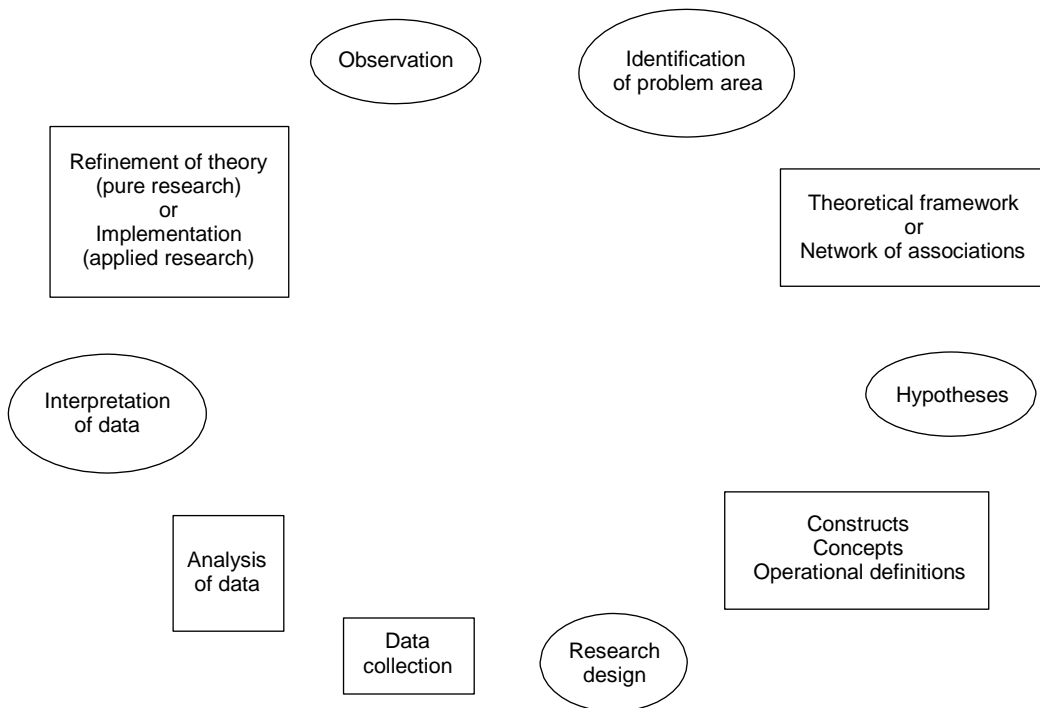 Observation
Identification
of problem area
Refinement of theory
(pure research)
or
Implementation
(applied research)
Theoretical framework
or
Network of associations
Interpretation
of data
Hypotheses
Constructs
Concepts
Operational definitions
Analysis
of data
Data
collection
Research
design